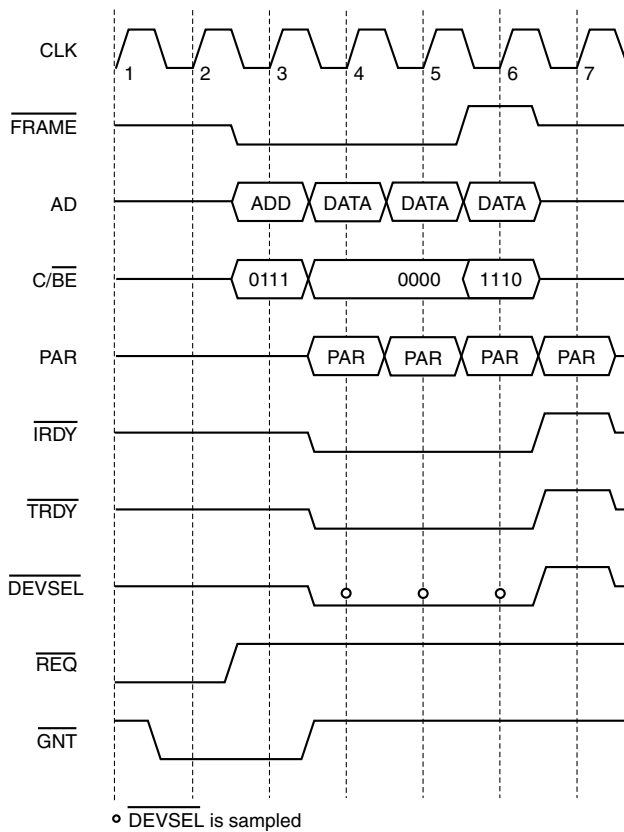 CLK
1 2 3 4 5 6 7
FRAME
AD ADD DATA DATA DATA
C/BE 0111 0000 1110
PAR PAR PAR PAR PAR
IRDY
TRDY
DEVSEL
REQ
GNT
DEVSEL is sampled